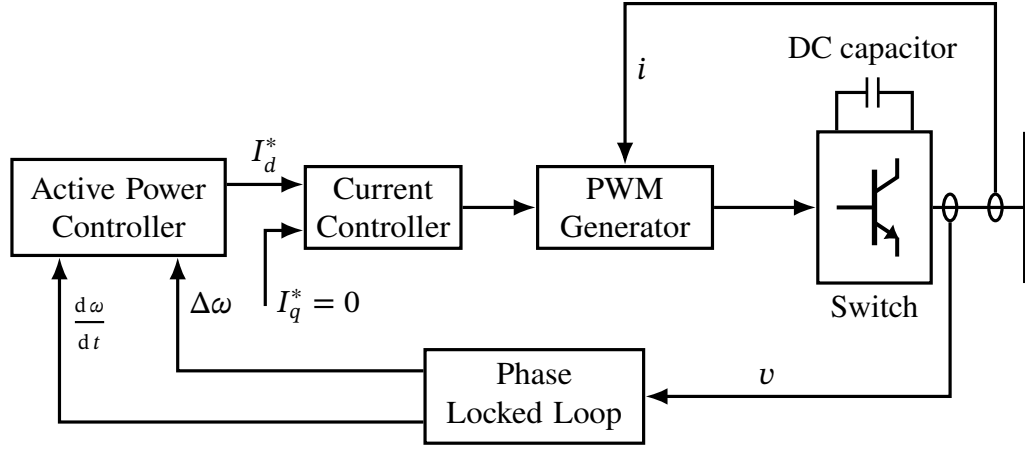 DC capacitor
i
I_d^*
Active Power
Controller
Current
Controller
PWM
Generator
I_q^* = 0
Switch
Δω
dω/dt
Phase
Locked Loop
v